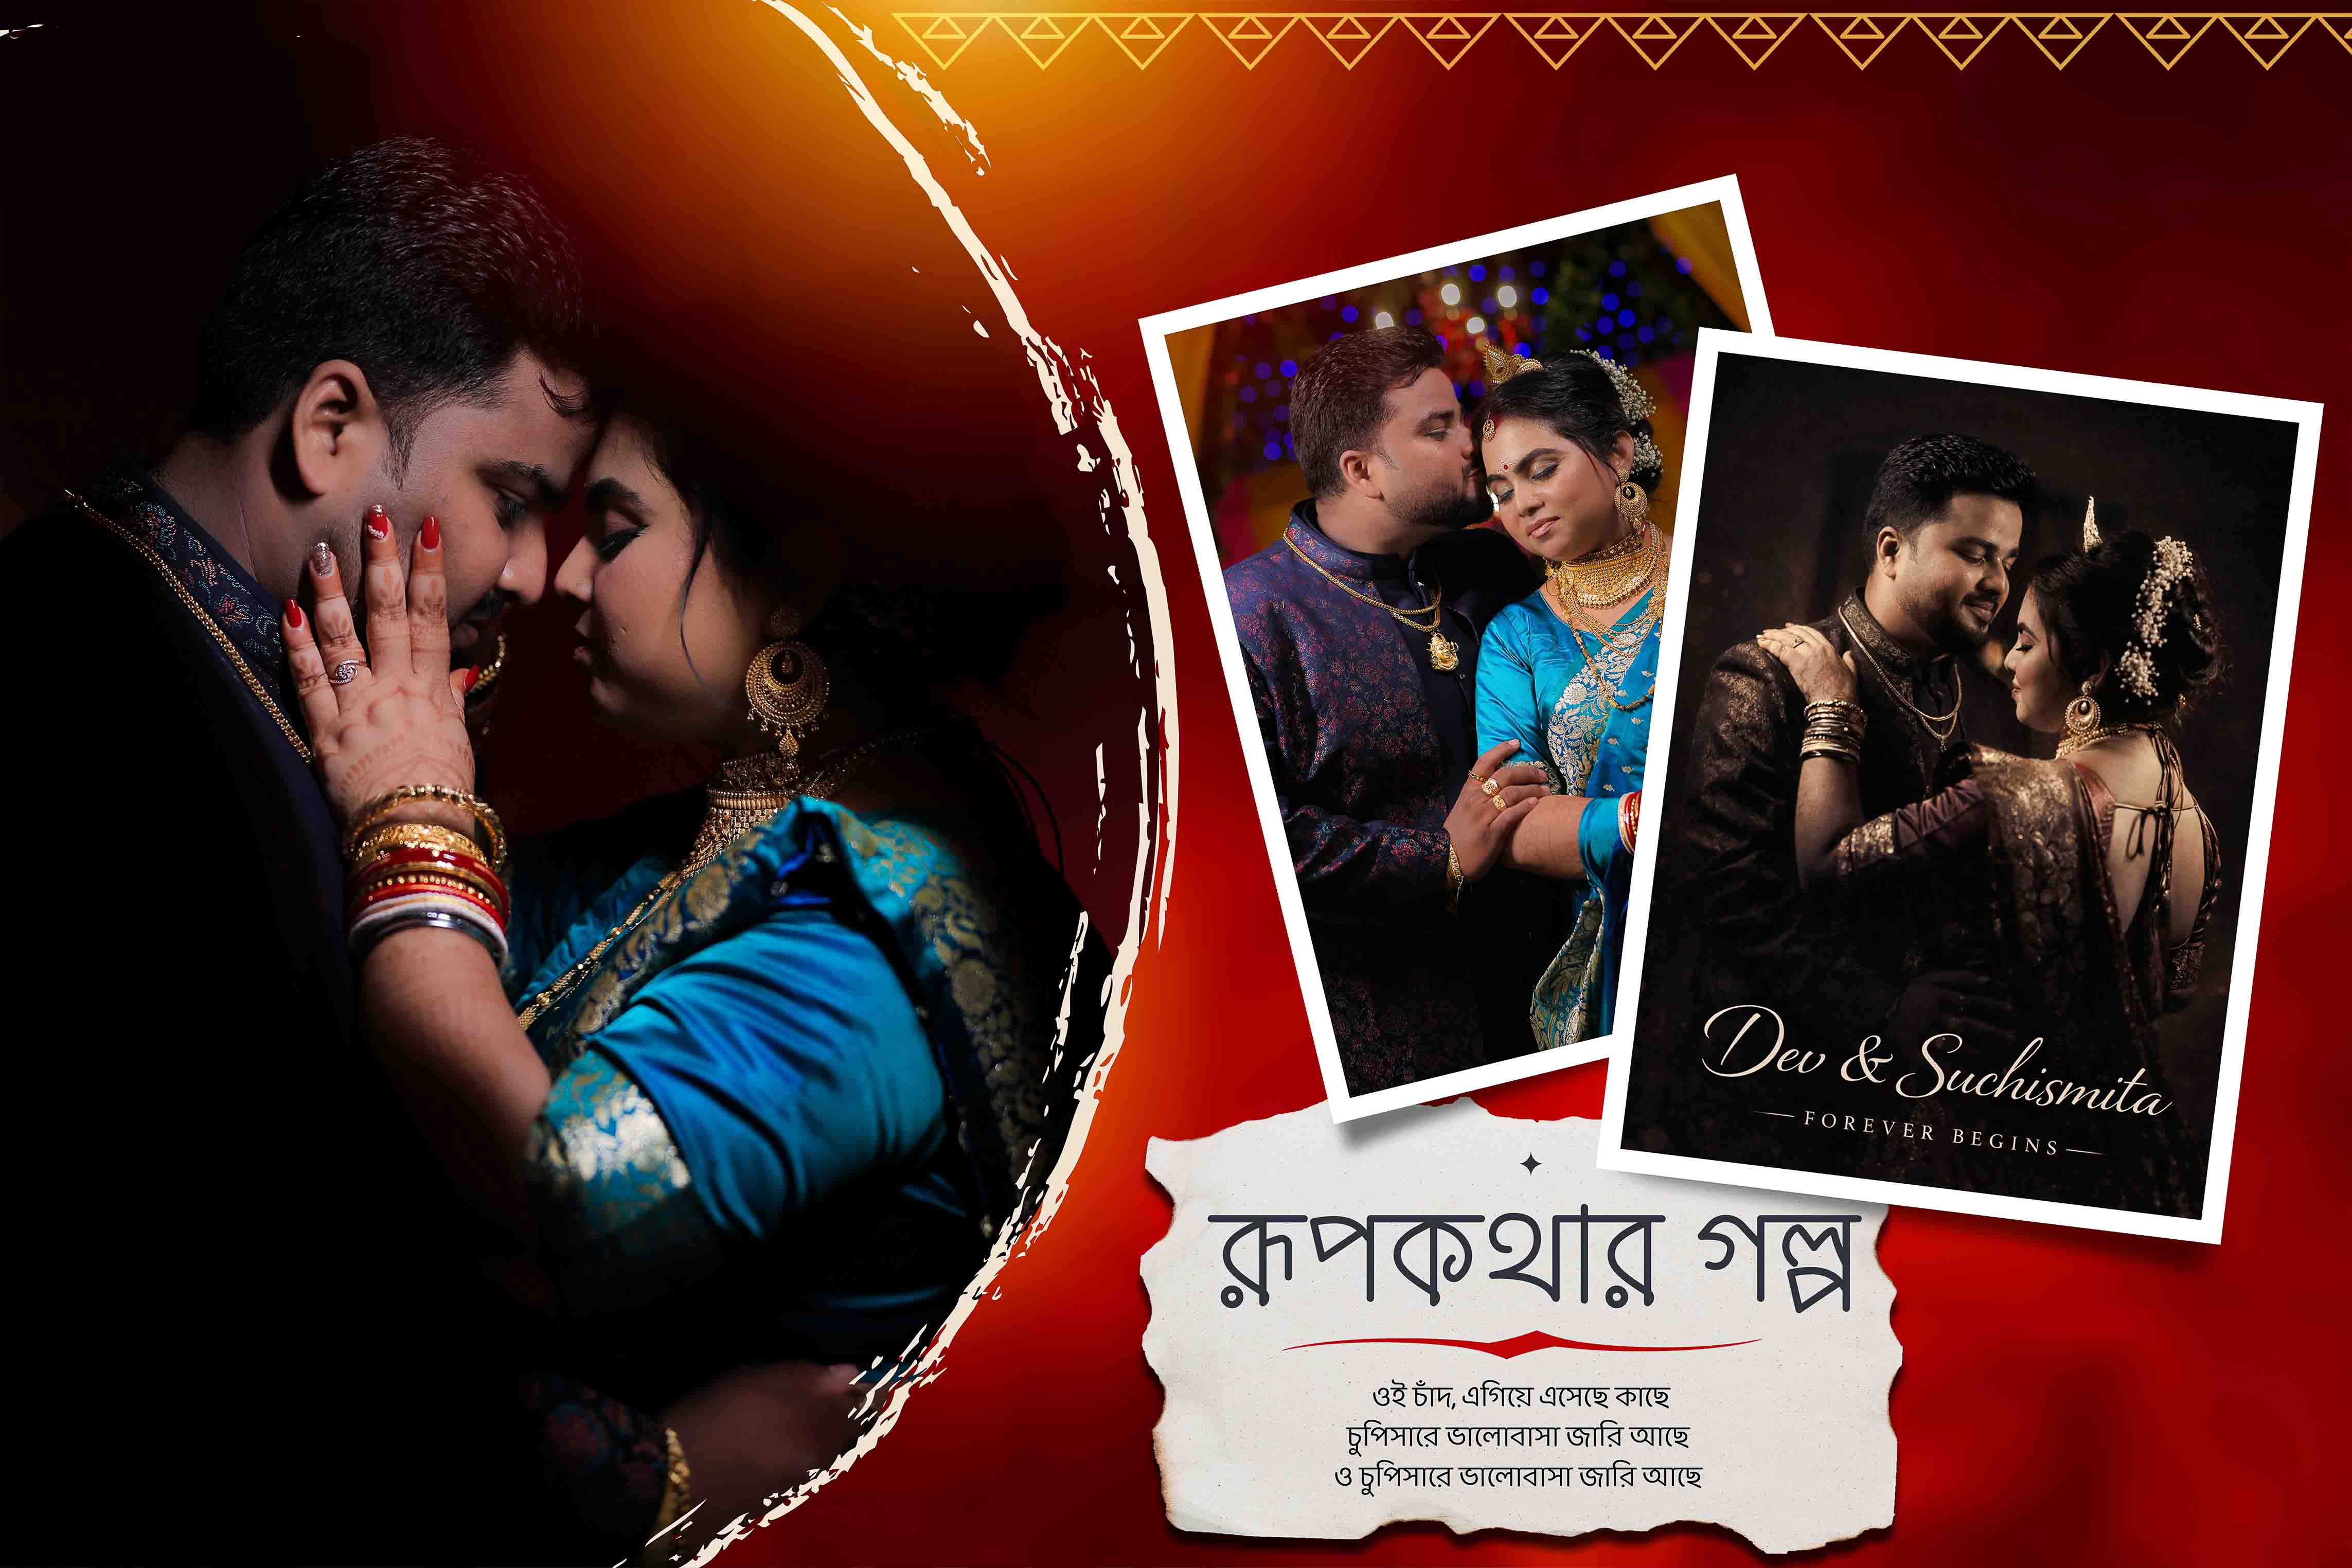 Dev & Suchismita
FOREVER BEGINS
রূপকথার গল্প
ওই চাঁদ, এগিয়ে এসেছে কাছে
চুপিসারে ভালোবাসা জারি আছে
ও চুপিসারে ভালোবাসা জারি আছে